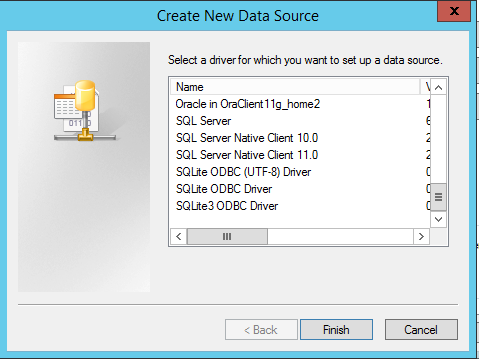 Create New Data Source
x
Select a driver for which you want to set up a data source.
Name V
Oracle in OraClient11g_home2 1
SQL Server 6
SQL Server Native Client 10.0 2
SQL Server Native Client 11.0 2
SQLite ODBC (UTF-8) Driver 0
SQLite ODBC Driver 0
SQLite3 ODBC Driver 0
< Back Finish Cancel